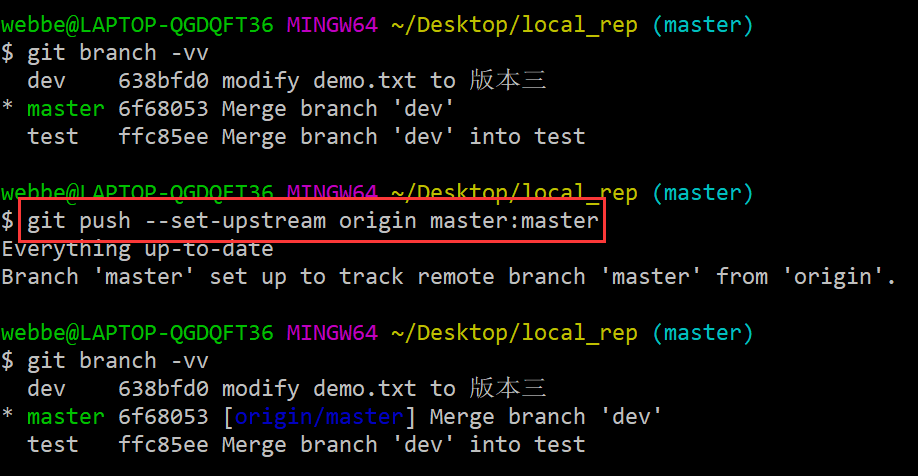 webbe@LAPTOP-QGDQFT36 MINGW64 ~/Desktop/local_rep (master)
$ git branch -vv
  dev    638bfd0 modify demo.txt to 版本三
* master 6f68053 Merge branch 'dev'
  test   ffc85ee Merge branch 'dev' into test
webbe@LAPTOP-QGDQFT36 MINGW64 ~/Desktop/local_rep (master)
$ git push --set-upstream origin master:master
Everything up-to-date
Branch 'master' set up to track remote branch 'master' from 'origin'.
webbe@LAPTOP-QGDQFT36 MINGW64 ~/Desktop/local_rep (master)
$ git branch -vv
  dev    638bfd0 modify demo.txt to 版本三
* master 6f68053 [origin/master] Merge branch 'dev'
  test   ffc85ee Merge branch 'dev' into test